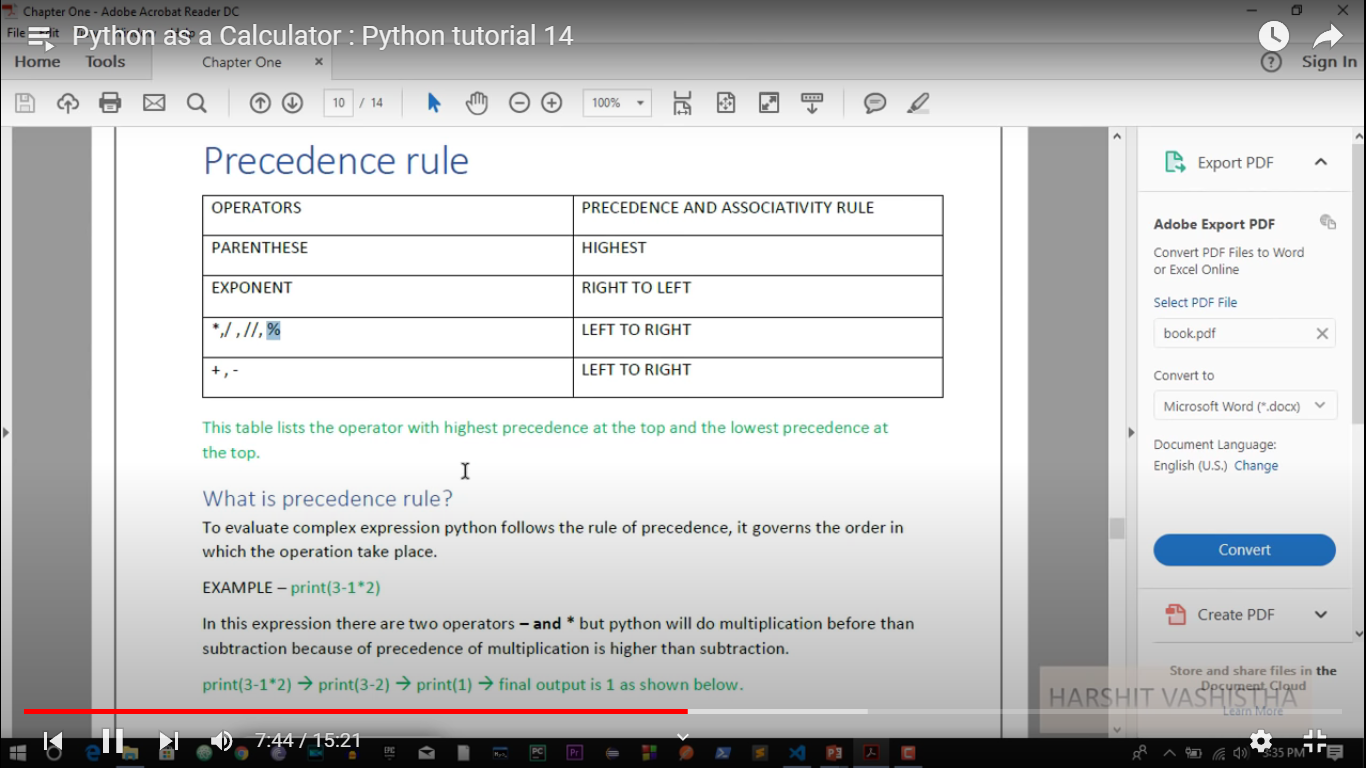 Chapter One - Adobe Acrobat Reader DC
Python as a Calculator : Python tutorial 14
Home Tools Chapter One × Sign In
10 / 14 100%
Precedence rule
OPERATORS PRECEDENCE AND ASSOCIATIVITY RULE
PARENTHESE HIGHEST
EXPONENT RIGHT TO LEFT
*,/ , //, % LEFT TO RIGHT
+ , - LEFT TO RIGHT
This table lists the operator with highest precedence at the top and the lowest precedence at
the top.
What is precedence rule?
To evaluate complex expression python follows the rule of precedence, it governs the order in
which the operation take place.
EXAMPLE – print(3-1*2)
In this expression there are two operators – and * but python will do multiplication before than
subtraction because of precedence of multiplication is higher than subtraction.
print(3-1*2) → print(3-2) → print(1) → final output is 1 as shown below.
Export PDF
Adobe Export PDF
Convert PDF Files to Word
or Excel Online
Select PDF File
book.pdf
Convert to
Microsoft Word (*.docx)
Document Language:
English (U.S.) Change
Convert
Create PDF
Store and share files in the
Document Cloud
Learn More
HARSHIT VASHISTHA
7:44 / 15:21
:35 PM